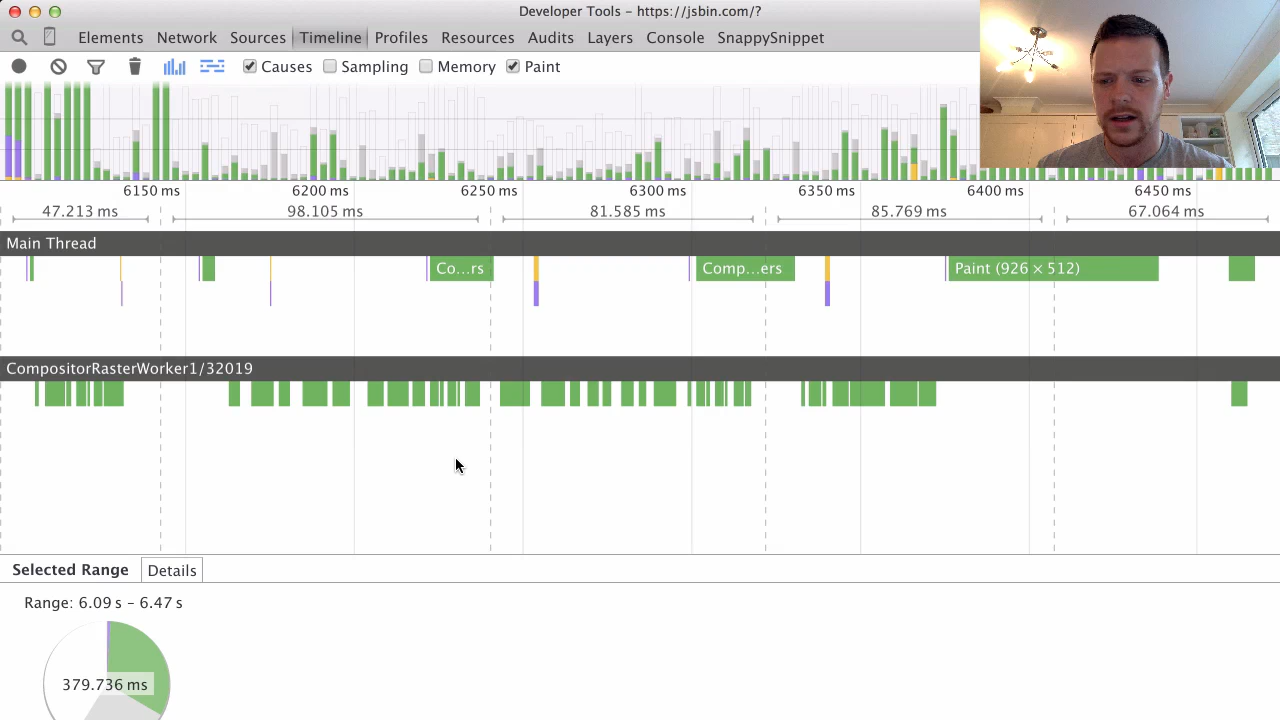 Developer Tools – https://jsbin.com/?
Elements Network Sources Timeline Profiles Resources Audits Layers Console SnappySnippet
Causes Sampling Memory Paint
6150 ms 6200 ms 6250 ms 6300 ms 6350 ms 6400 ms 6450 ms
47.213 ms 98.105 ms 81.585 ms 85.769 ms 67.064 ms
Main Thread
Co…rs Comp…ers Paint (926 × 512)
CompositorRasterWorker1/32019
Selected Range Details
Range: 6.09 s – 6.47 s
379.736 ms